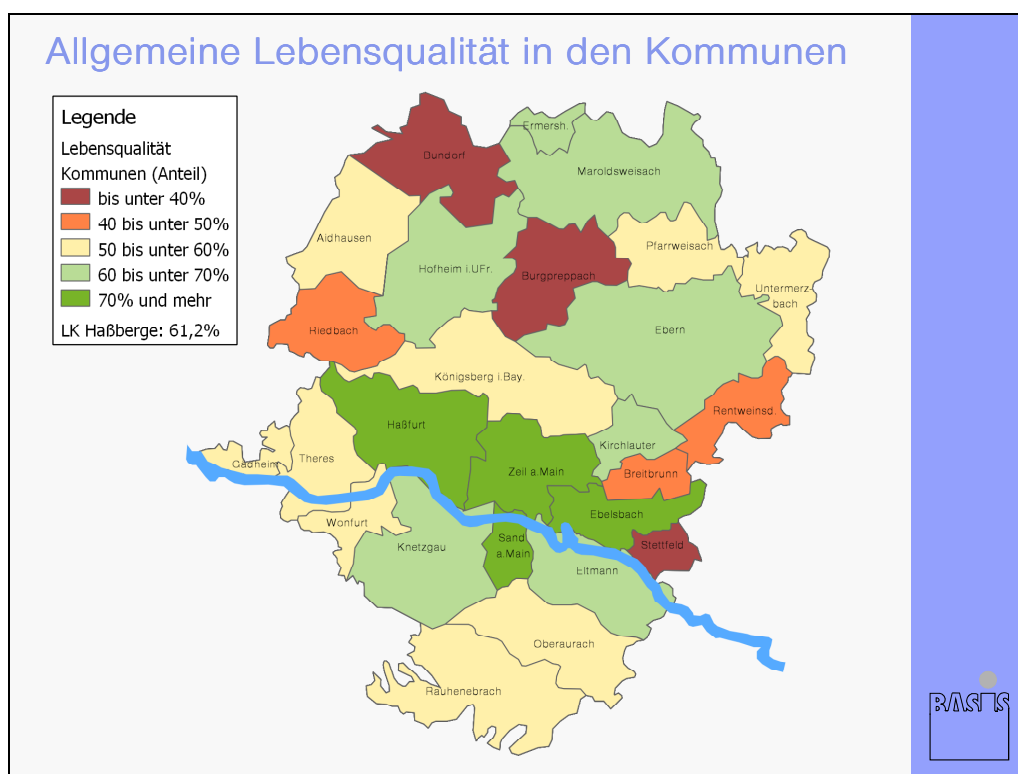 Allgemeine Lebensqualität in den Kommunen
Legende
Lebensqualität
Kommunen (Anteil)
bis unter 40%
40 bis unter 50%
50 bis unter 60%
60 bis unter 70%
70% und mehr
LK Haßberge: 61,2%
Ermersh.
Bundorf
Maroldsweisach
Aidhausen
Pfarrweisach
Hofheim i.UFr.
Burgpreppach
Untermerz-
bach
Riedbach
Ebern
Königsberg i.Bay.
Rentweinsd.
Haßfurt
Kirchlauter
Theres
Gädheim
Zeil a.Main
Breitbrunn
Ebelsbach
Wonfurt
Sand
a.Main
Knetzgau
Stettfeld
Eltmann
Oberaurach
Rauhenebrach
BASIS